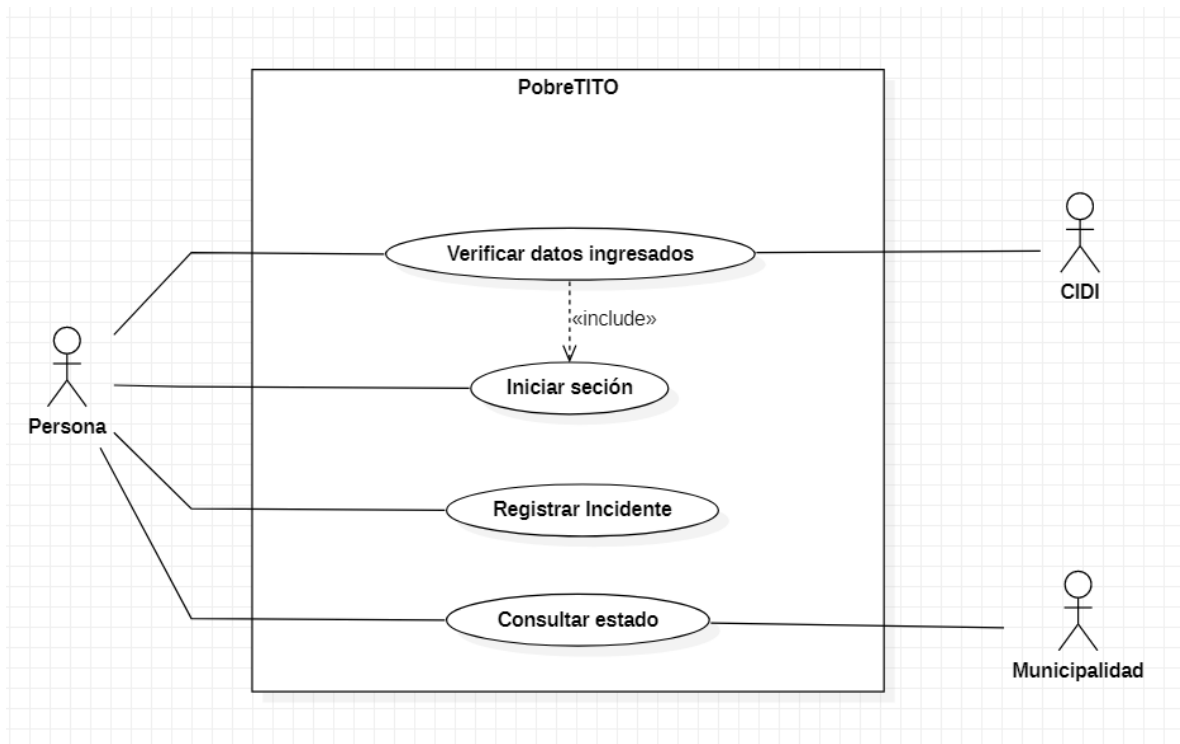 PobreTITO
Verificar datos ingresados
CIDI
«include»
Iniciar seción
Persona
Registrar Incidente
Consultar estado
Municipalidad